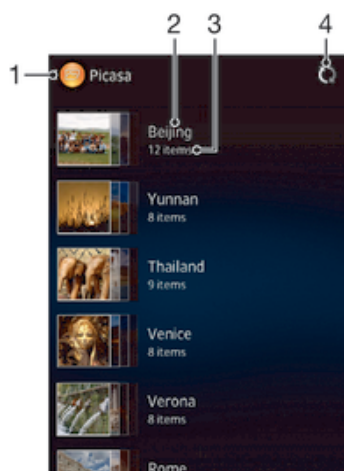 2 3 4
1 Picasa
Beijing
12 items
Yunnan
8 items
Thailand
9 items
Venice
8 items
Verona
8 items
Rome